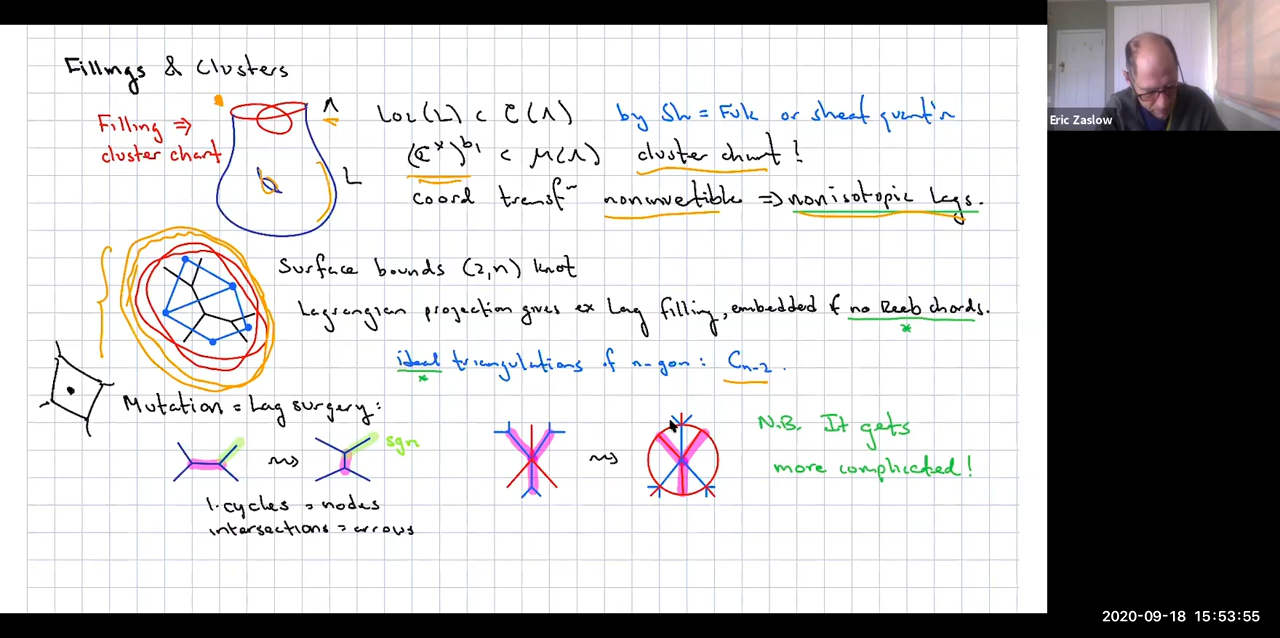 Fillings & Clusters
Filling ⇒
cluster chart
Λ
L
Loc(L) ⊂ C(Λ) by Sh = Fuk or sheaf quant'n
(C*)^b₁ ⊂ M(Λ) cluster chart!
coord transf^n noninvertible ⇒ nonisotopic Lags.
Surface bounds (2,n) knot
Lagrangian projection gives ex Lag filling, embedded if no Reeb chords.
*
ideal triangulations of n-gon: C_{n-2}.
*
Mutation = Lag surgery:
sgn
N.B. It gets
more complicated!
1-cycles = nodes
intersections = arrows
Eric Zaslow
2020-09-18 15:53:55